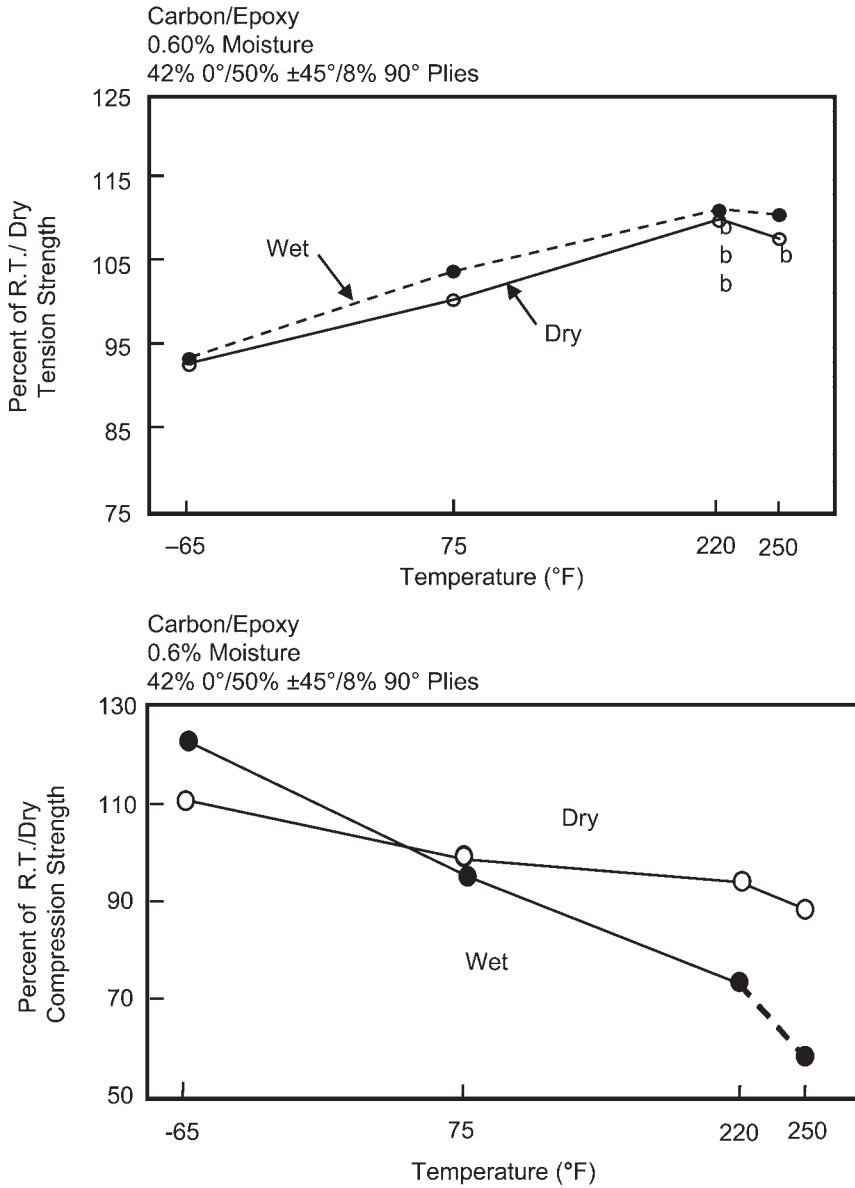 Carbon/Epoxy
0.60% Moisture
42% 0°/50% ±45°/8% 90° Plies
125
115
105
95
85
75
Percent of R.T./ Dry
Tension Strength
Wet
Dry
b
b
b
b
–65
75
220
250
Temperature (°F)
Carbon/Epoxy
0.6% Moisture
42% 0°/50% ±45°/8% 90° Plies
130
110
90
70
50
Percent of R.T./Dry
Compression Strength
Dry
Wet
-65
75
220
250
Temperature (°F)